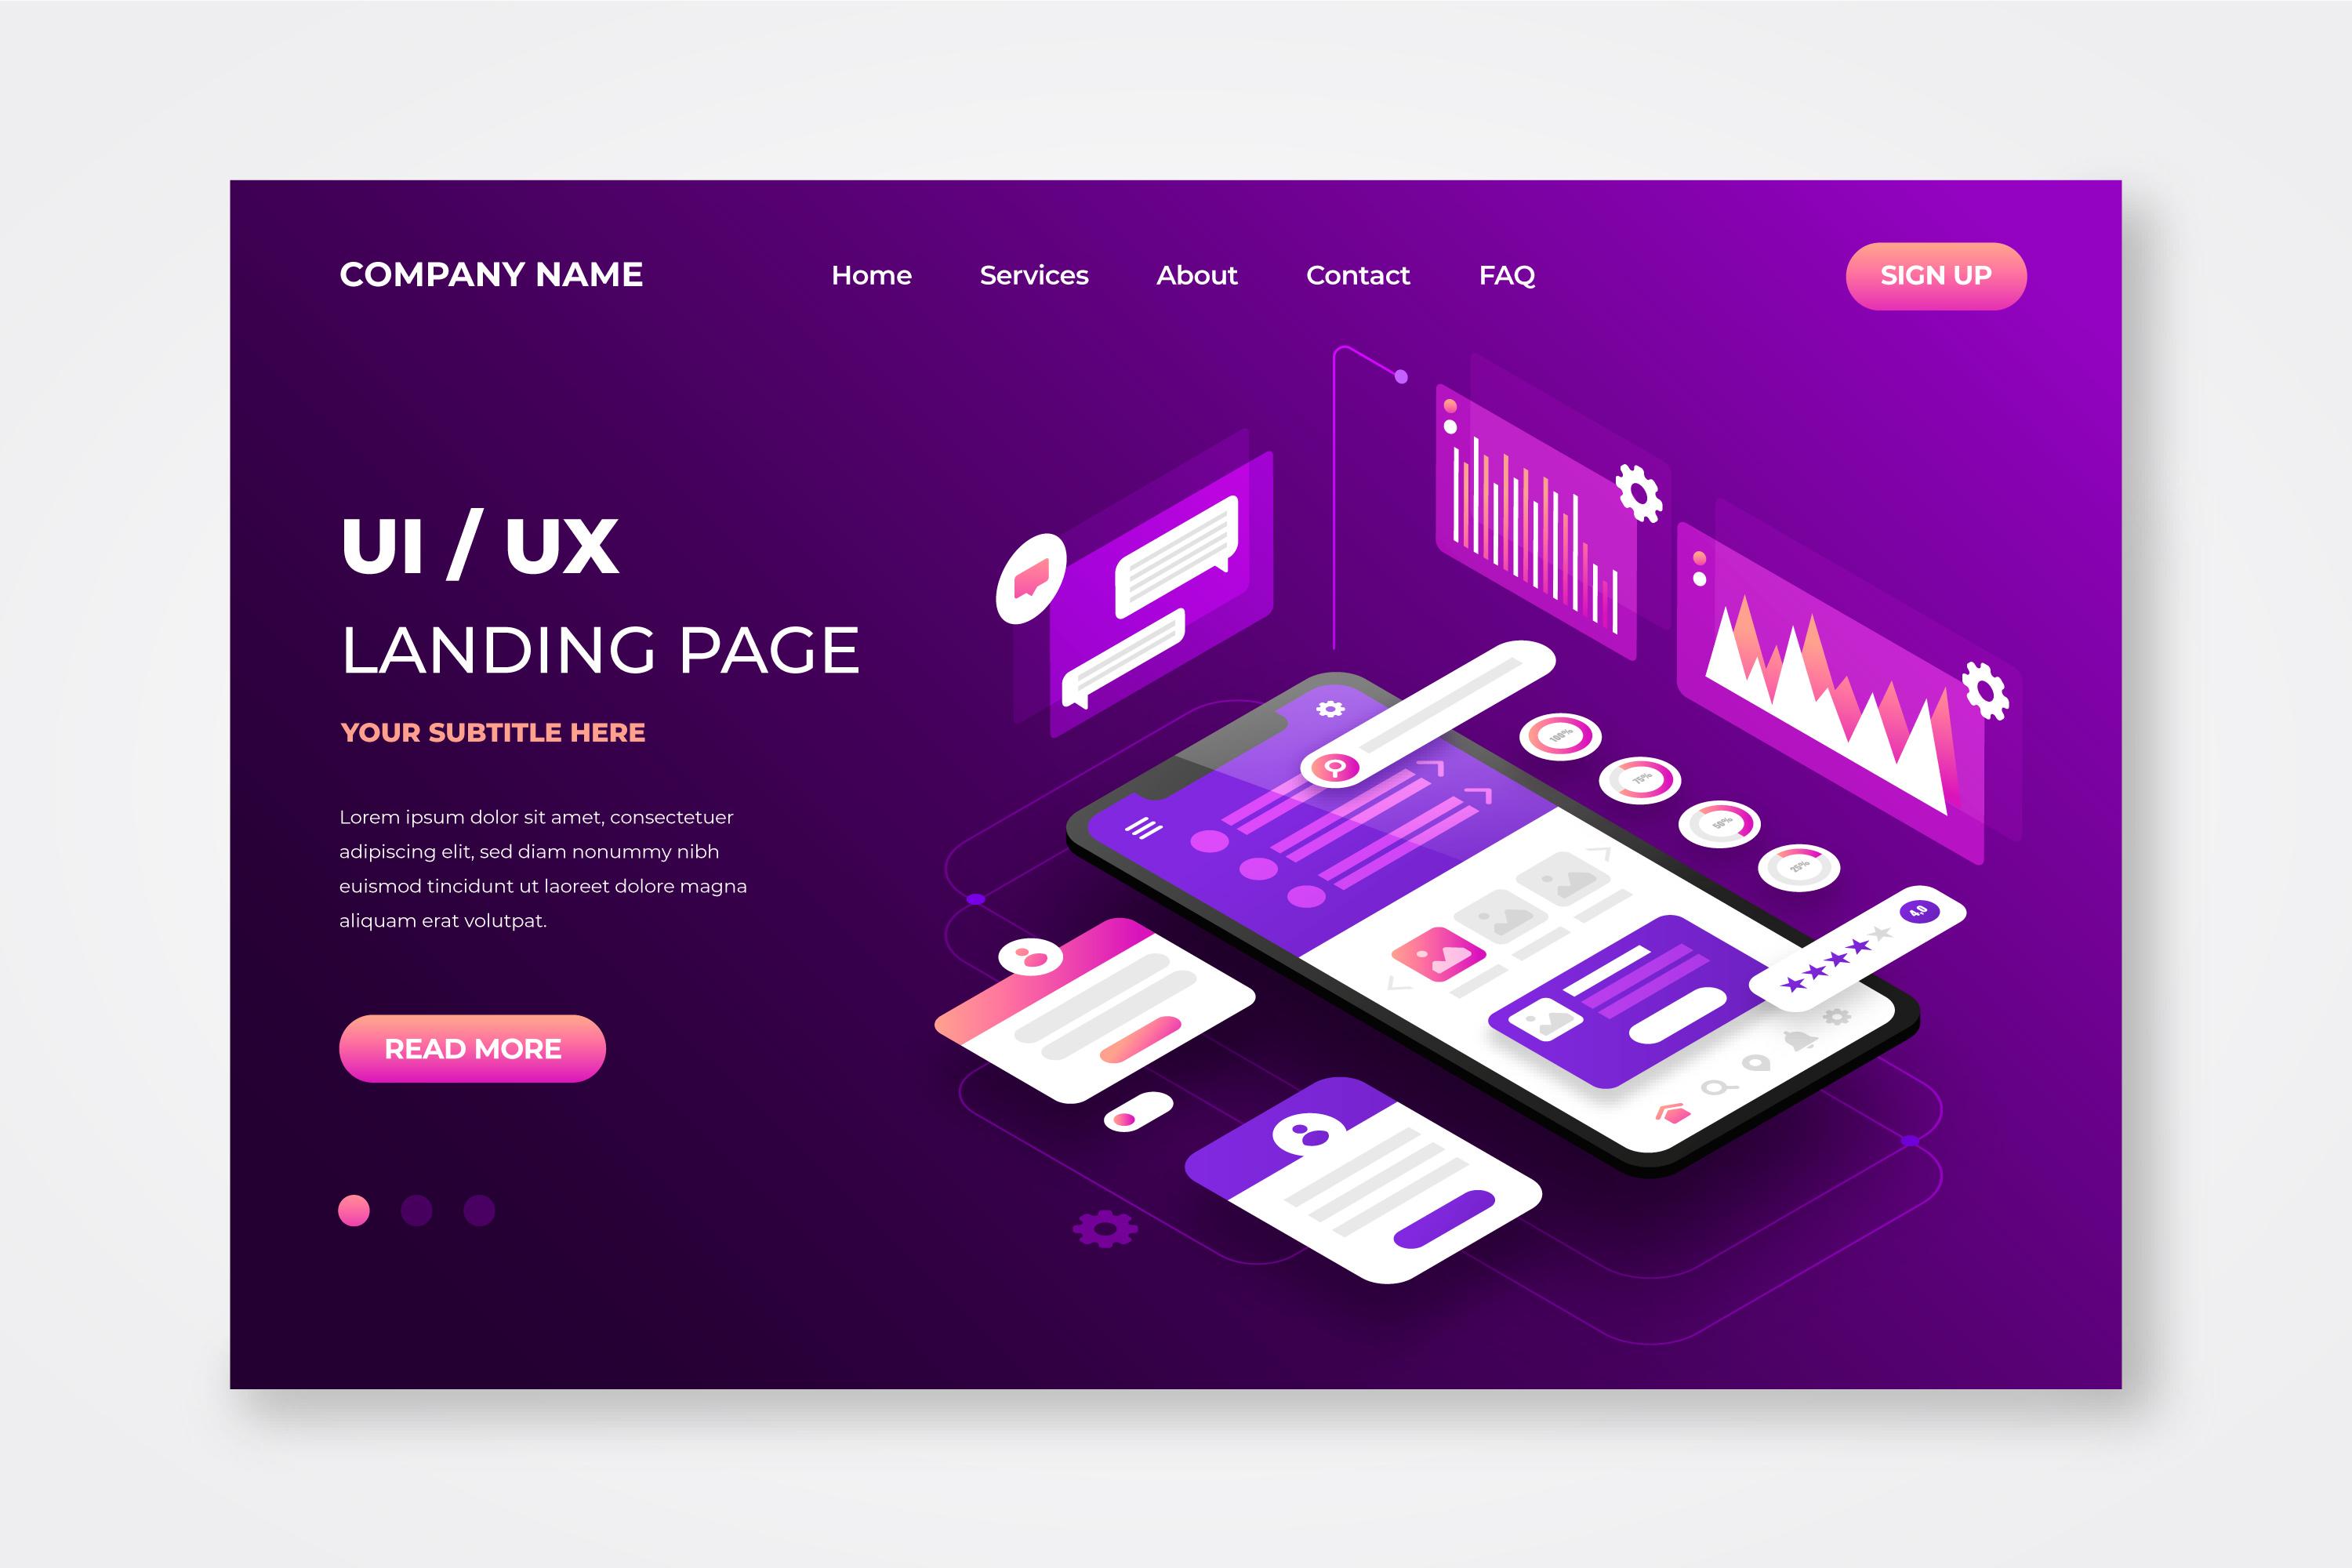 COMPANY NAME
Home Services About Contact FAQ
SIGN UP
UI / UX
LANDING PAGE
YOUR SUBTITLE HERE
Lorem ipsum dolor sit amet, consectetuer
adipiscing elit, sed diam nonummy nibh
euismod tincidunt ut laoreet dolore magna
aliquam erat volutpat.
READ MORE
100%
75%
50%
25%
4,0